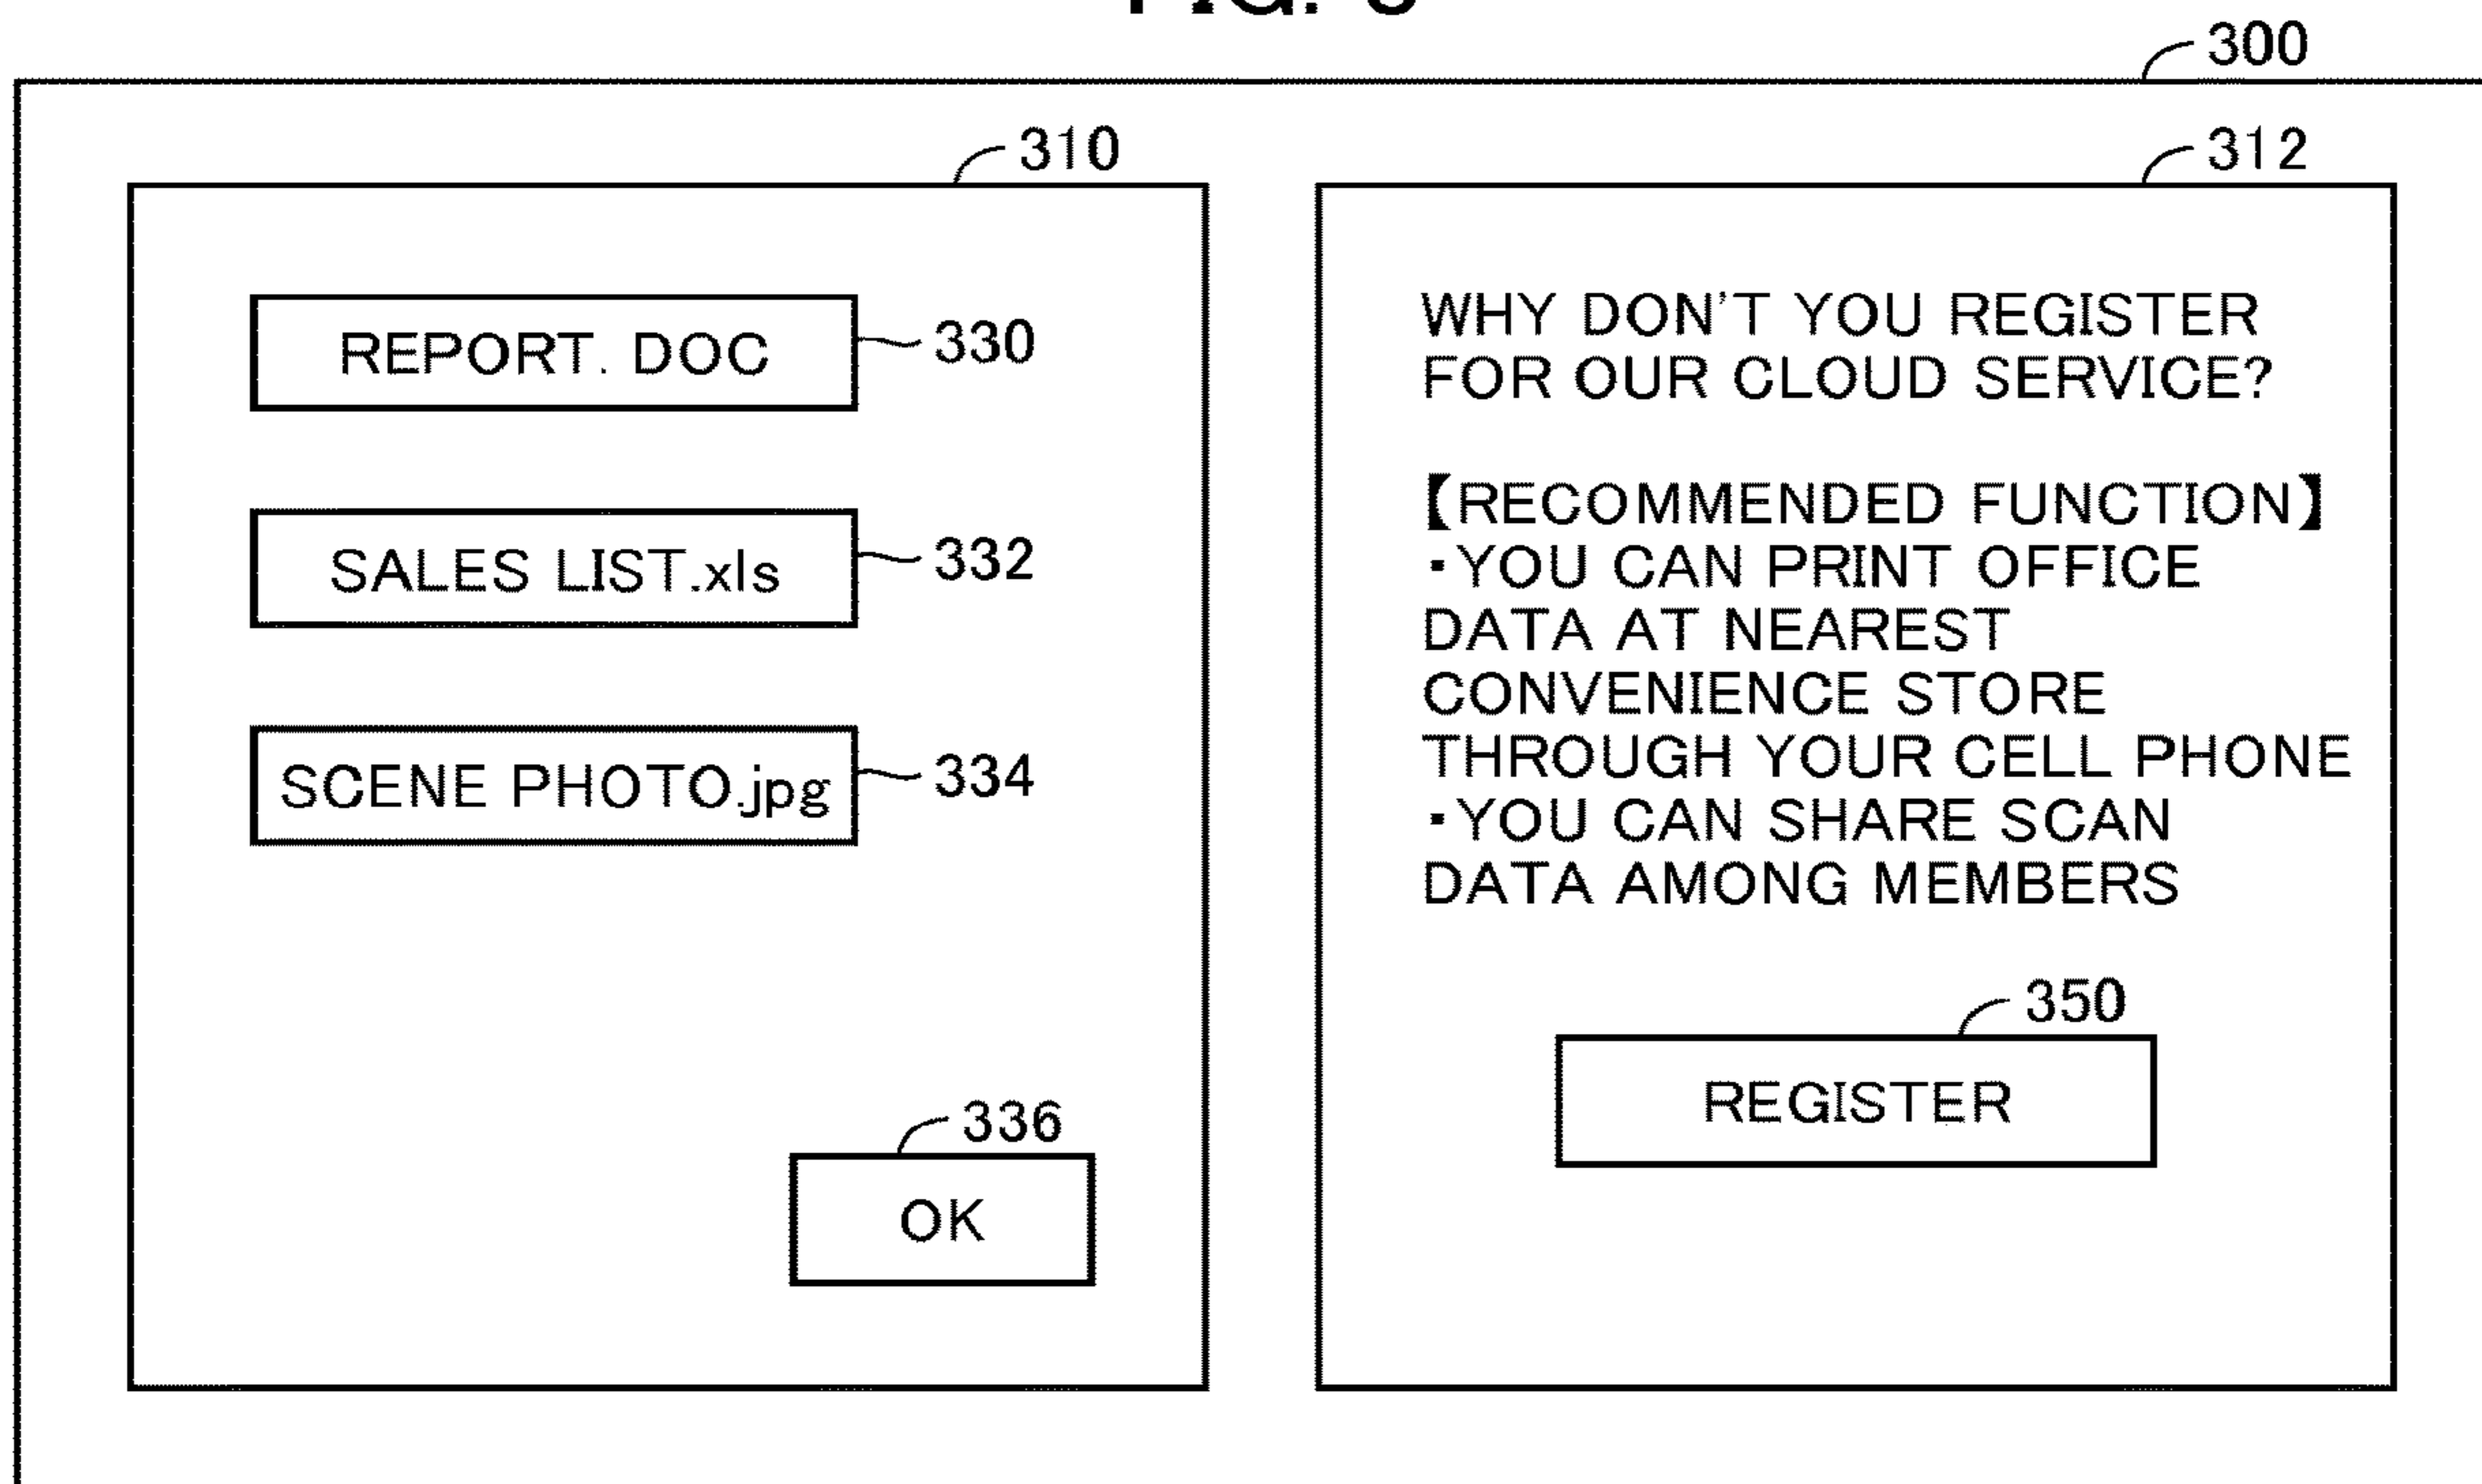 FIG.
300
310
REPORT. DOC
330
SALES LIST.xls
332
SCENE PHOTO.jpg
334
336
OK
312
WHY DON'T YOU REGISTER
FOR OUR CLOUD SERVICE?
【RECOMMENDED FUNCTION】
・YOU CAN PRINT OFFICE
DATA AT NEAREST
CONVENIENCE STORE
THROUGH YOUR CELL PHONE
・YOU CAN SHARE SCAN
DATA AMONG MEMBERS
350
REGISTER